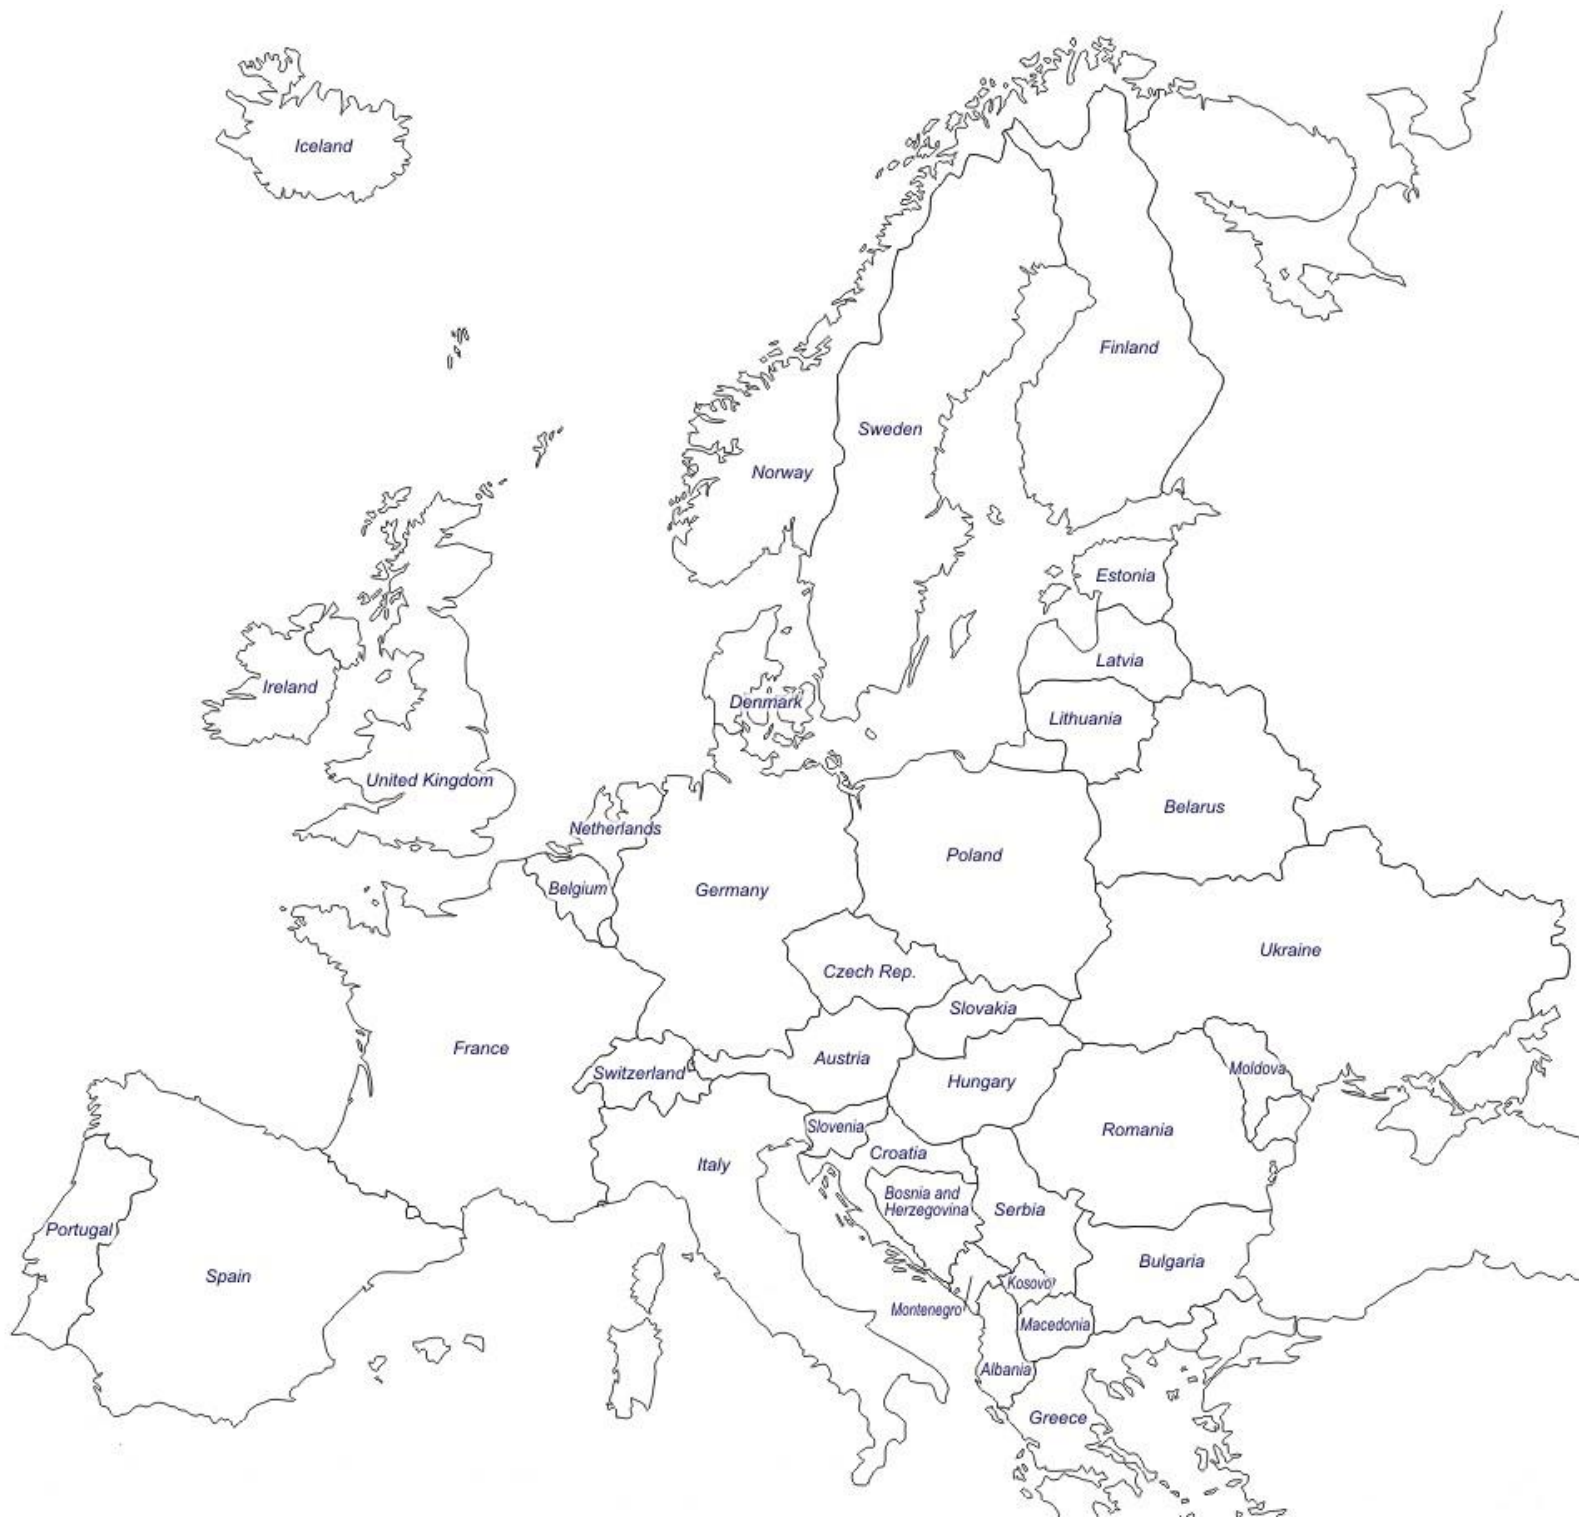 Iceland
Finland
Sweden
Norway
Estonia
Latvia
Ireland
Denmark
Lithuania
United Kingdom
Belarus
Netherlands
Poland
Belgium
Germany
Ukraine
Czech Rep.
Slovakia
France
Austria
Switzerland
Moldova
Hungary
Slovenia
Romania
Croatia
Italy
Bosnia and
Herzegovina
Serbia
Portugal
Bulgaria
Spain
Kosovo
Montenegro
Macedonia
Albania
Greece